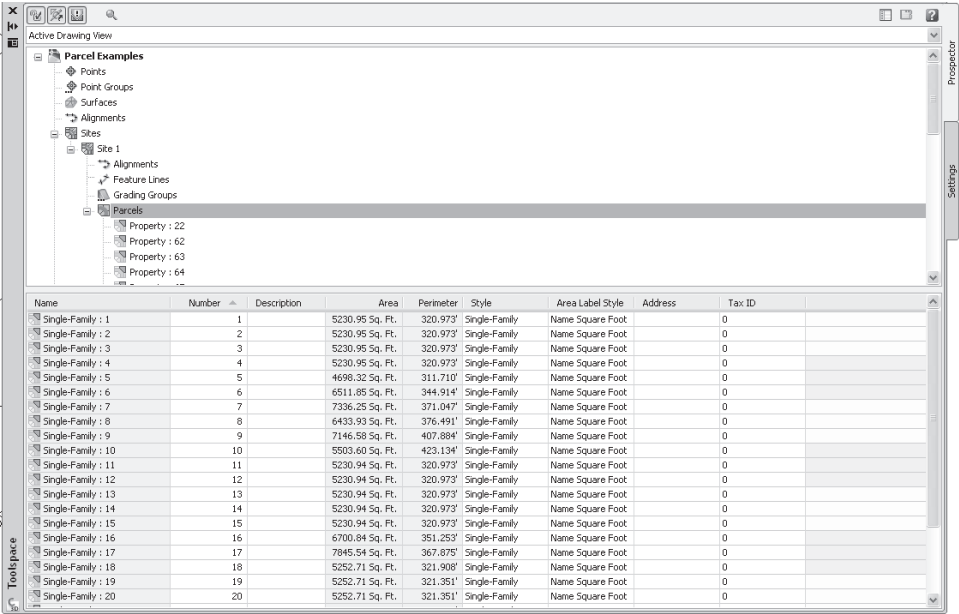 Active Drawing View
Parcel Examples
Points
Point Groups
Surfaces
Alignments
Sites
Site 1
Alignments
Feature Lines
Grading Groups
Parcels
Property : 22
Property : 62
Property : 63
Property : 64
Prospector
Settings
Toolspace
Name Number Description Area Perimeter Style Area Label Style Address Tax ID
Single-Family : 1 1 5230.95 Sq. Ft. 320.973' Single-Family Name Square Foot 0
Single-Family : 2 2 5230.95 Sq. Ft. 320.973' Single-Family Name Square Foot 0
Single-Family : 3 3 5230.95 Sq. Ft. 320.973' Single-Family Name Square Foot 0
Single-Family : 4 4 5230.95 Sq. Ft. 320.973' Single-Family Name Square Foot 0
Single-Family : 5 5 4698.32 Sq. Ft. 311.710' Single-Family Name Square Foot 0
Single-Family : 6 6 6511.85 Sq. Ft. 344.914' Single-Family Name Square Foot 0
Single-Family : 7 7 7336.25 Sq. Ft. 371.047' Single-Family Name Square Foot 0
Single-Family : 8 8 6433.93 Sq. Ft. 376.491' Single-Family Name Square Foot 0
Single-Family : 9 9 7146.58 Sq. Ft. 407.884' Single-Family Name Square Foot 0
Single-Family : 10 10 5503.60 Sq. Ft. 423.134' Single-Family Name Square Foot 0
Single-Family : 11 11 5230.94 Sq. Ft. 320.973' Single-Family Name Square Foot 0
Single-Family : 12 12 5230.94 Sq. Ft. 320.973' Single-Family Name Square Foot 0
Single-Family : 13 13 5230.94 Sq. Ft. 320.973' Single-Family Name Square Foot 0
Single-Family : 14 14 5230.94 Sq. Ft. 320.973' Single-Family Name Square Foot 0
Single-Family : 15 15 5230.94 Sq. Ft. 320.973' Single-Family Name Square Foot 0
Single-Family : 16 16 6700.84 Sq. Ft. 351.253' Single-Family Name Square Foot 0
Single-Family : 17 17 7845.54 Sq. Ft. 367.875' Single-Family Name Square Foot 0
Single-Family : 18 18 5252.71 Sq. Ft. 321.908' Single-Family Name Square Foot 0
Single-Family : 19 19 5252.71 Sq. Ft. 321.351' Single-Family Name Square Foot 0
Single-Family : 20 20 5252.71 Sq. Ft. 321.351' Single-Family Name Square Foot 0